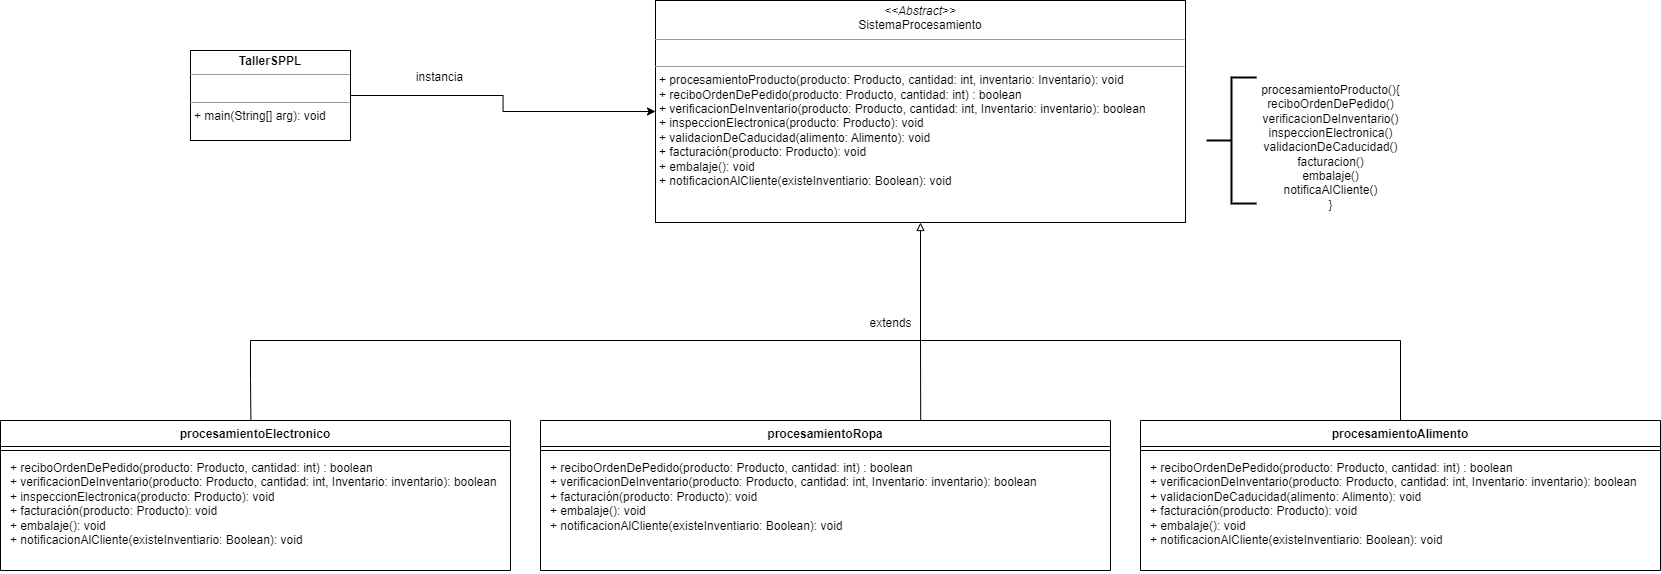 <<Abstract>>
SistemaProcesamiento
+ procesamientoProducto(producto: Producto, cantidad: int, inventario: Inventario): void
+ reciboOrdenDePedido(producto: Producto, cantidad: int) : boolean
+ verificacionDeInventario(producto: Producto, cantidad: int, Inventario: inventario): boolean
+ inspeccionElectronica(producto: Producto): void
+ validacionDeCaducidad(alimento: Alimento): void
+ facturación(producto: Producto): void
+ embalaje(): void
+ notificacionAlCliente(existeInventiario: Boolean): void
TallerSPPL
+ main(String[] arg): void
instancia
procesamientoProducto(){
reciboOrdenDePedido()
verificacionDeInventario()
inspeccionElectronica()
validacionDeCaducidad()
facturacion()
embalaje()
notificaAlCliente()
}
extends
procesamientoElectronico
+ reciboOrdenDePedido(producto: Producto, cantidad: int) : boolean
+ verificacionDeInventario(producto: Producto, cantidad: int, Inventario: inventario): boolean
+ inspeccionElectronica(producto: Producto): void
+ facturación(producto: Producto): void
+ embalaje(): void
+ notificacionAlCliente(existeInventiario: Boolean): void
procesamientoRopa
+ reciboOrdenDePedido(producto: Producto, cantidad: int) : boolean
+ verificacionDeInventario(producto: Producto, cantidad: int, Inventario: inventario): boolean
+ facturación(producto: Producto): void
+ embalaje(): void
+ notificacionAlCliente(existeInventiario: Boolean): void
procesamientoAlimento
+ reciboOrdenDePedido(producto: Producto, cantidad: int) : boolean
+ verificacionDeInventario(producto: Producto, cantidad: int, Inventario: inventario): boolean
+ validacionDeCaducidad(alimento: Alimento): void
+ facturación(producto: Producto): void
+ embalaje(): void
+ notificacionAlCliente(existeInventiario: Boolean): void